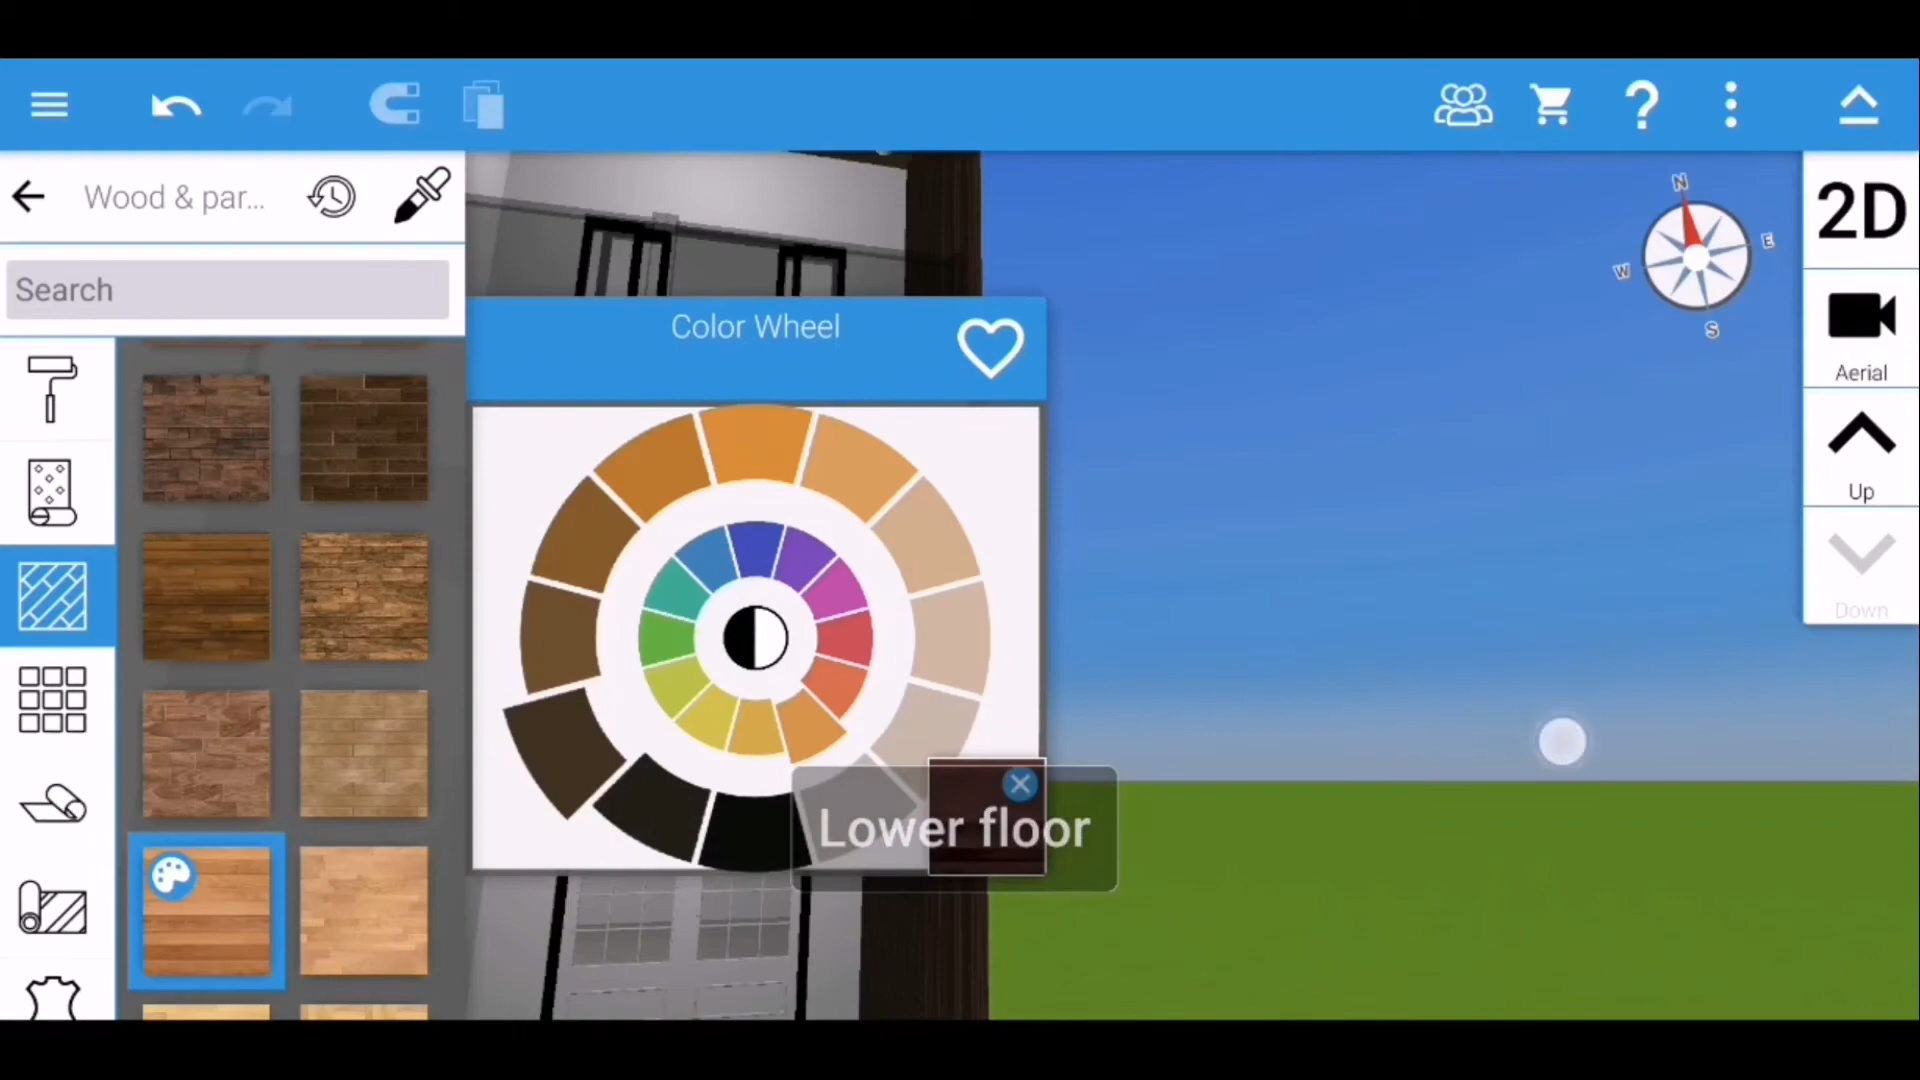 Wood & par...
Search
Color Wheel
Lower floor
N
E
W
S
2D
Aerial
Up
Down